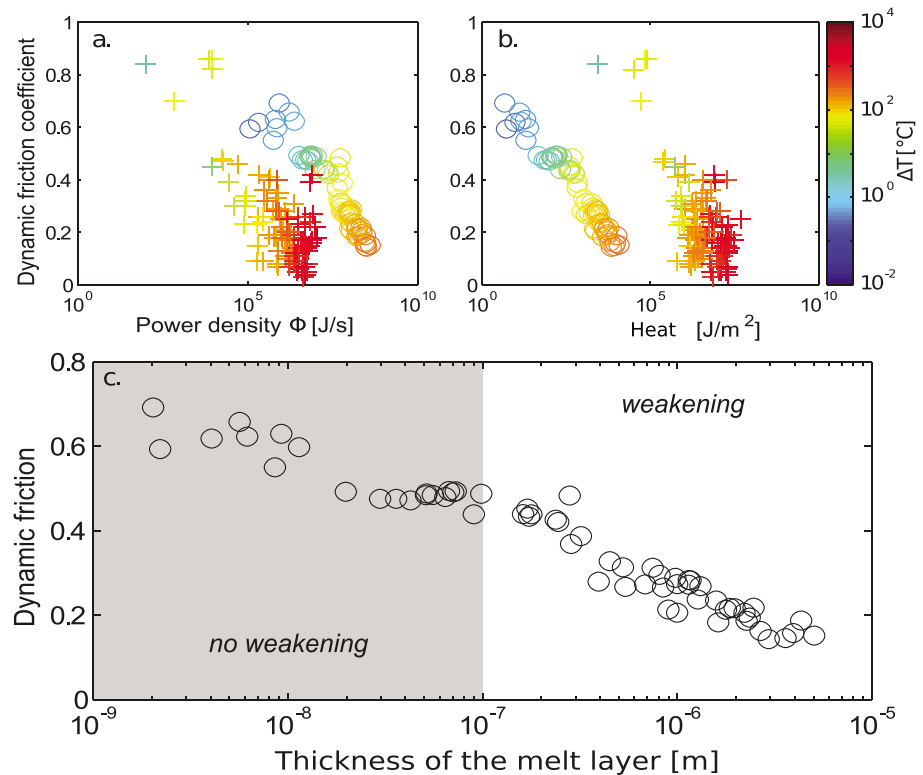 a.
b.
Dynamic friction coefficient
1
0.8
0.6
0.4
0.2
0
10^0
10^5
10^10
Power density Φ [J/s]
1
0.8
0.6
0.4
0.2
0
10^0
10^5
10^10
Heat [J/m^2]
10^4
10^2
10^0
10^-2
ΔT [°C]
c.
Dynamic friction
0.8
0.6
0.4
0.2
0
weakening
no weakening
10^-9
10^-8
10^-7
10^-6
10^-5
Thickness of the melt layer [m]